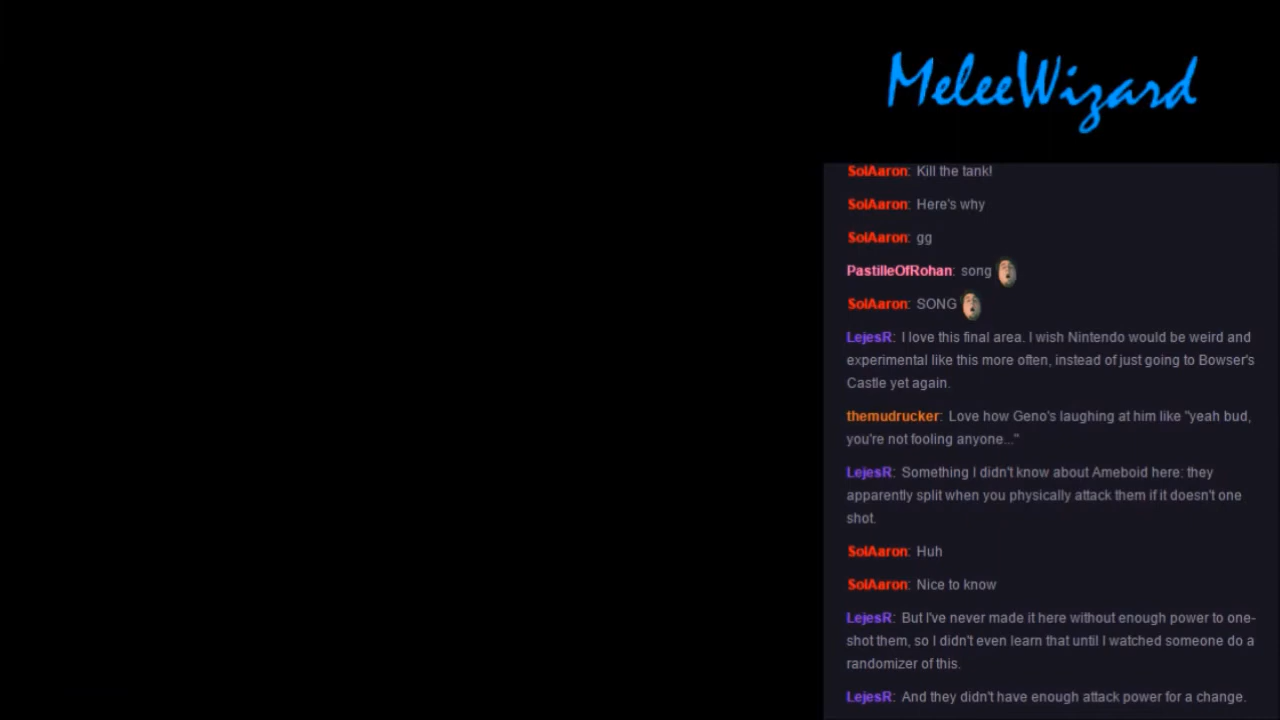 MeleeWizard
SolAaron: Kill the tank!
SolAaron: Here's why
SolAaron: gg
PastilleOfRohan: song
SolAaron: SONG
LejesR: I love this final area. I wish Nintendo would be weird and
experimental like this more often, instead of just going to Bowser's
Castle yet again.
themudrucker: Love how Geno's laughing at him like "yeah bud,
you're not fooling anyone..."
LejesR: Something I didn't know about Ameboid here: they
apparently split when you physically attack them if it doesn't one
shot.
SolAaron: Huh
SolAaron: Nice to know
LejesR: But I've never made it here without enough power to one-
shot them, so I didn't even learn that until I watched someone do a
randomizer of this.
LejesR: And they didn't have enough attack power for a change.